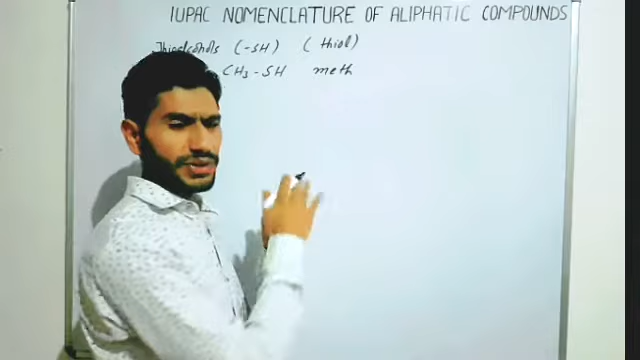 IUPAC NOMENCLATURE OF ALIPHATIC COMPOUNDS
Thioalcohols (-SH) (thiol)
CH3-SH meth